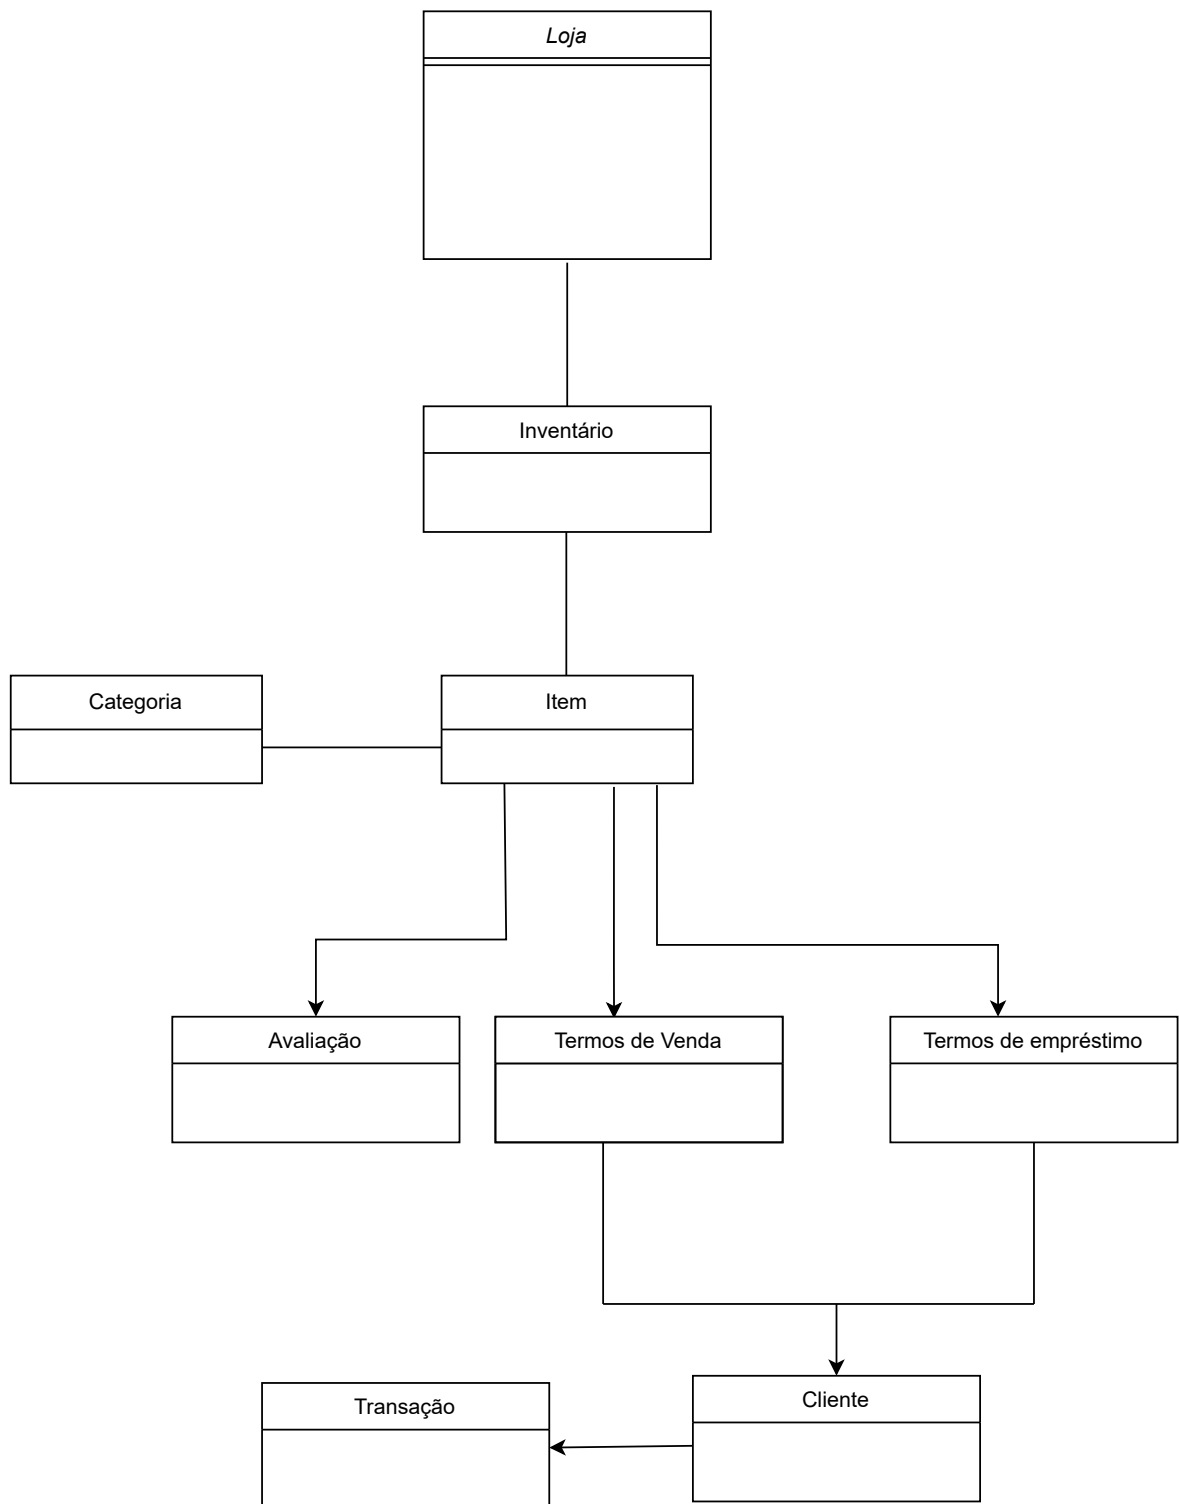 Loja
Inventário
Categoria
Item
Avaliação
Termos de Venda
Termos de empréstimo
Transação
Cliente